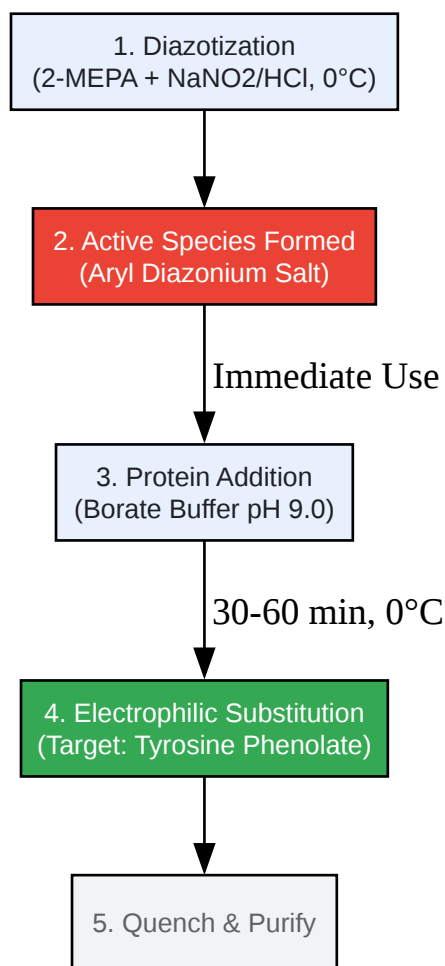 1. Diazotization
(2-MEPA + NaNO2/HCl, 0°C)
2. Active Species Formed
(Aryl Diazonium Salt)
Immediate Use
3. Protein Addition
(Borate Buffer pH 9.0)
30-60 min, 0°C
4. Electrophilic Substitution
(Target: Tyrosine Phenolate)
5. Quench & Purify